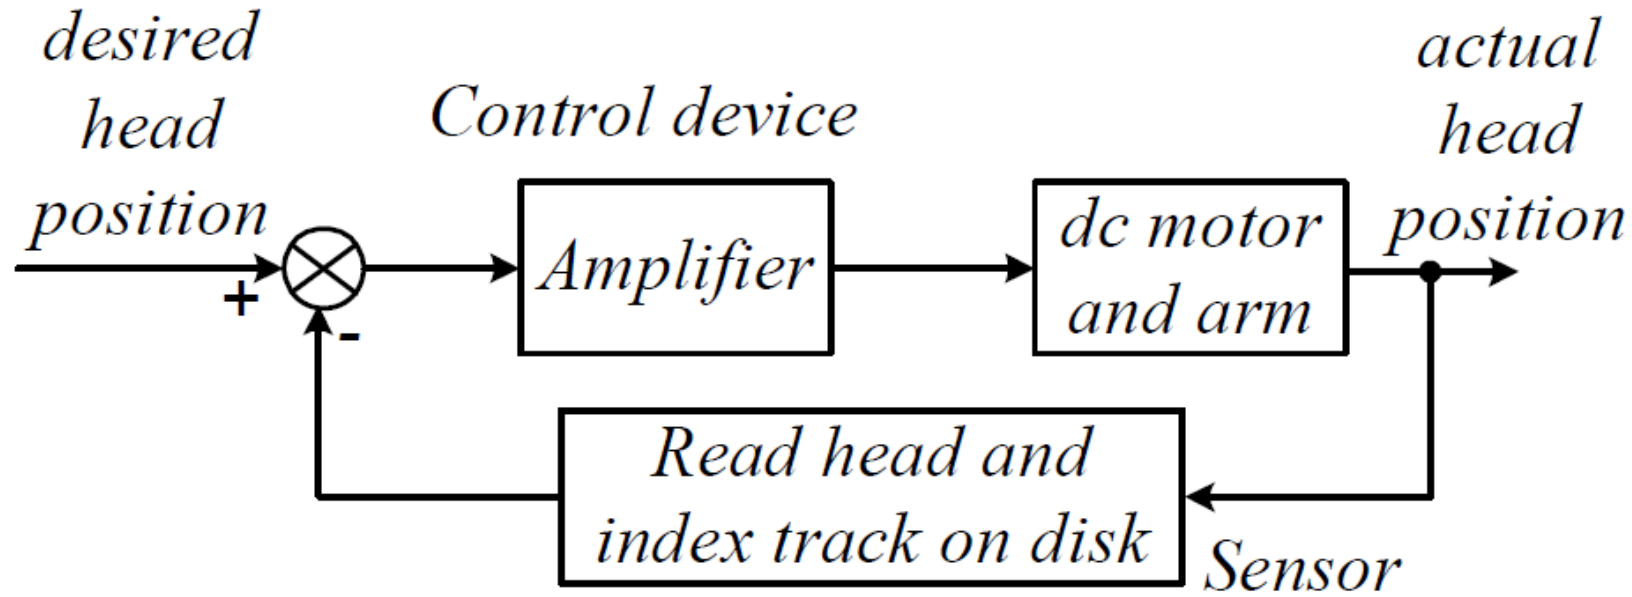 desired
head
position
+
-
Control device
Amplifier
dc motor
and arm
actual
head
position
Read head and
index track on disk
Sensor